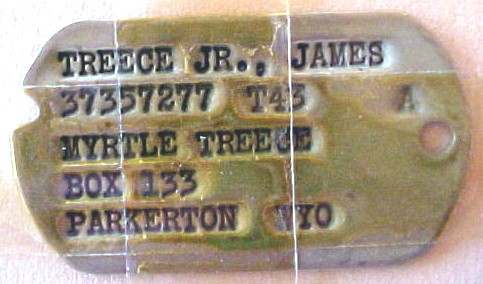 TREECE JR., JAMES
37357277 T43 A
MYRTLE TREECE
BOX 133
PARKERTON WYO